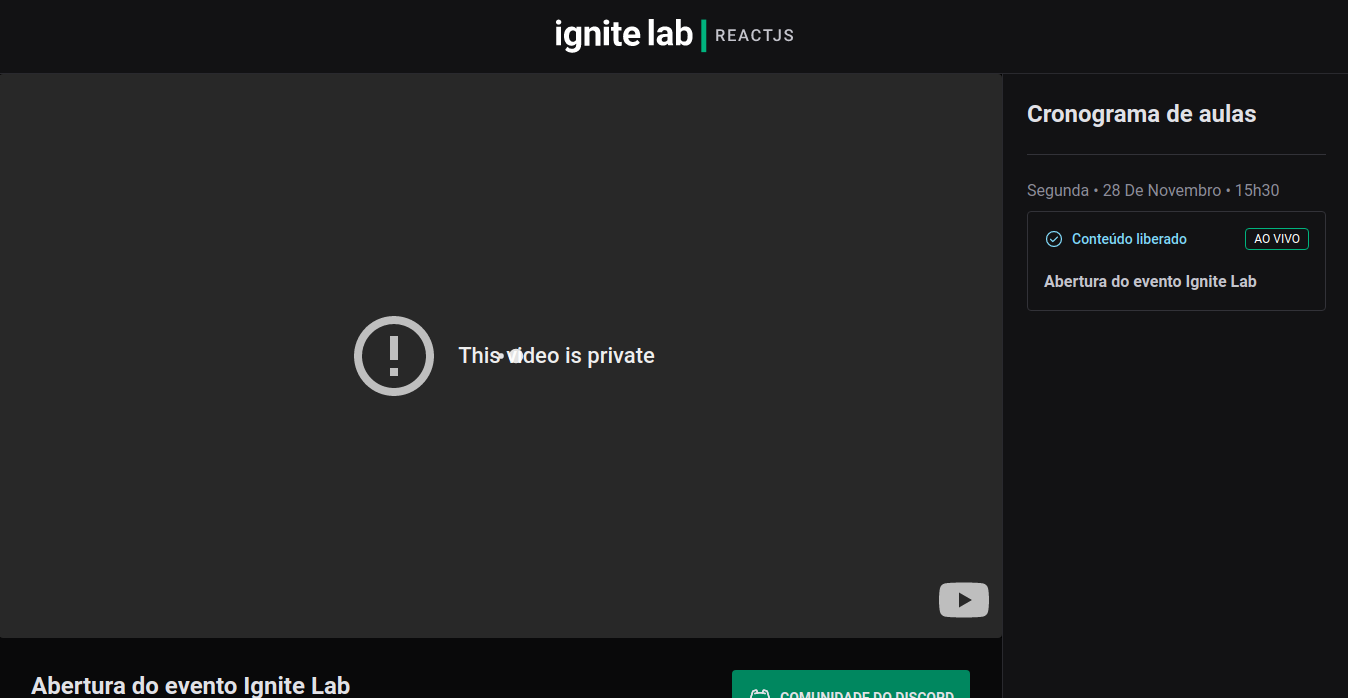 ignite lab REACTJS
This video is private
Cronograma de aulas
Segunda • 28 De Novembro • 15h30
Conteúdo liberado AO VIVO
Abertura do evento Ignite Lab
Abertura do evento Ignite Lab
COMUNIDADE DO DISCORD